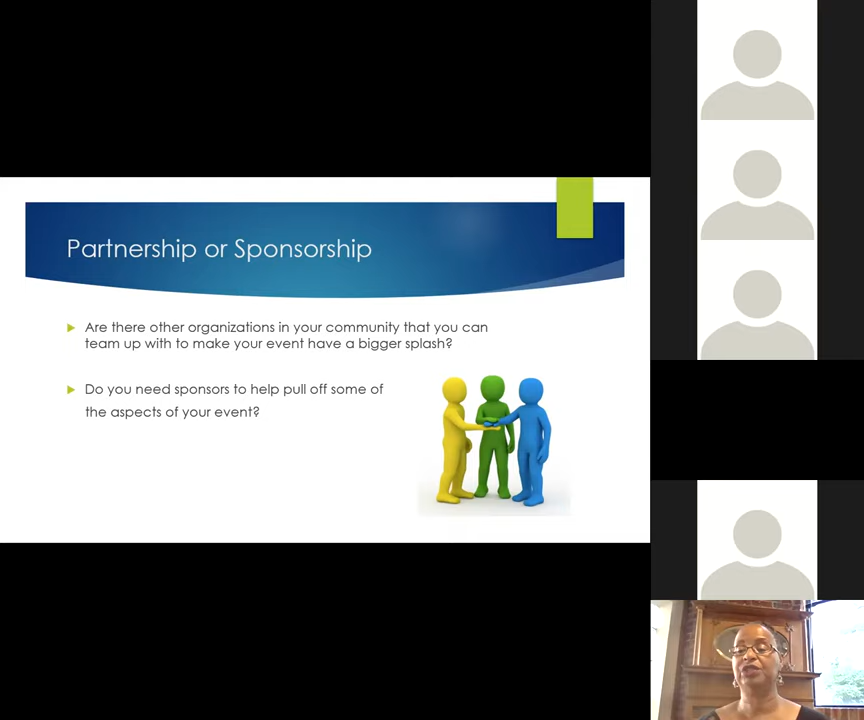 Partnership or Sponsorship
Are there other organizations in your community that you can
team up with to make your event have a bigger splash?
Do you need sponsors to help pull off some of
the aspects of your event?